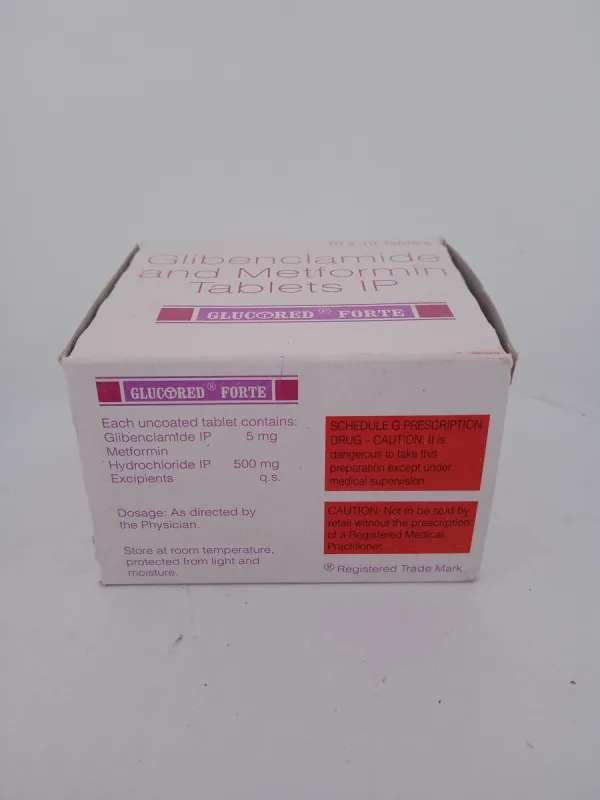 10 x 10 Tablets
Glibenclamide
and Metformin
Tablets IP
GLUCORED® FORTE
GLUCORED® FORTE
Each uncoated tablet contains:
Glibenclamide IP 5 mg
Metformin
Hydrochloride IP 500 mg
Excipients q.s.
Dosage: As directed by
the Physician.
Store at room temperature,
protected from light and
moisture.
SCHEDULE G PRESCRIPTION
DRUG - CAUTION: It is
dangerous to take this
preparation except under
medical supervision
CAUTION: Not to be sold by
retail without the prescription
of a Registered Medical
Practitioner.
® Registered Trade Mark